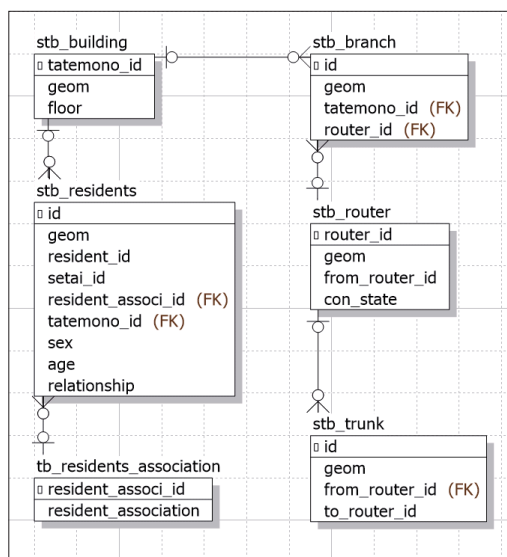 stb_building
tatemono_id
geom
floor
stb_branch
id
geom
tatemono_id (FK)
router_id (FK)
stb_residents
id
geom
resident_id
setai_id
resident_associ_id (FK)
tatemono_id (FK)
sex
age
relationship
stb_router
router_id
geom
from_router_id
con_state
tb_residents_association
resident_associ_id
resident_association
stb_trunk
id
geom
from_router_id (FK)
to_router_id